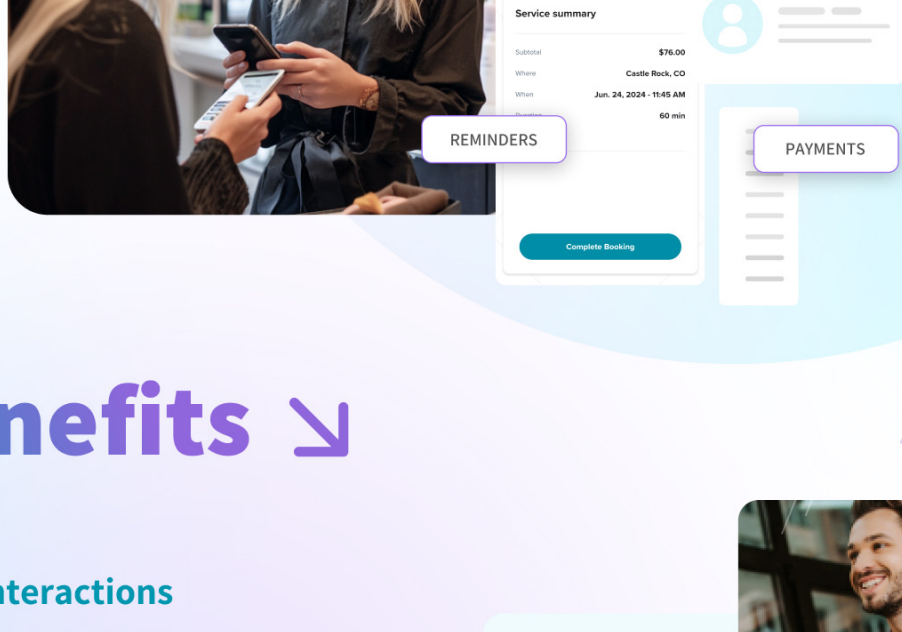 Service summary
Subtotal $76.00
Where Castle Rock, CO
When Jun. 24, 2024 - 11:45 AM
60 min
REMINDERS
PAYMENTS
Complete Booking
nefits
nteractions